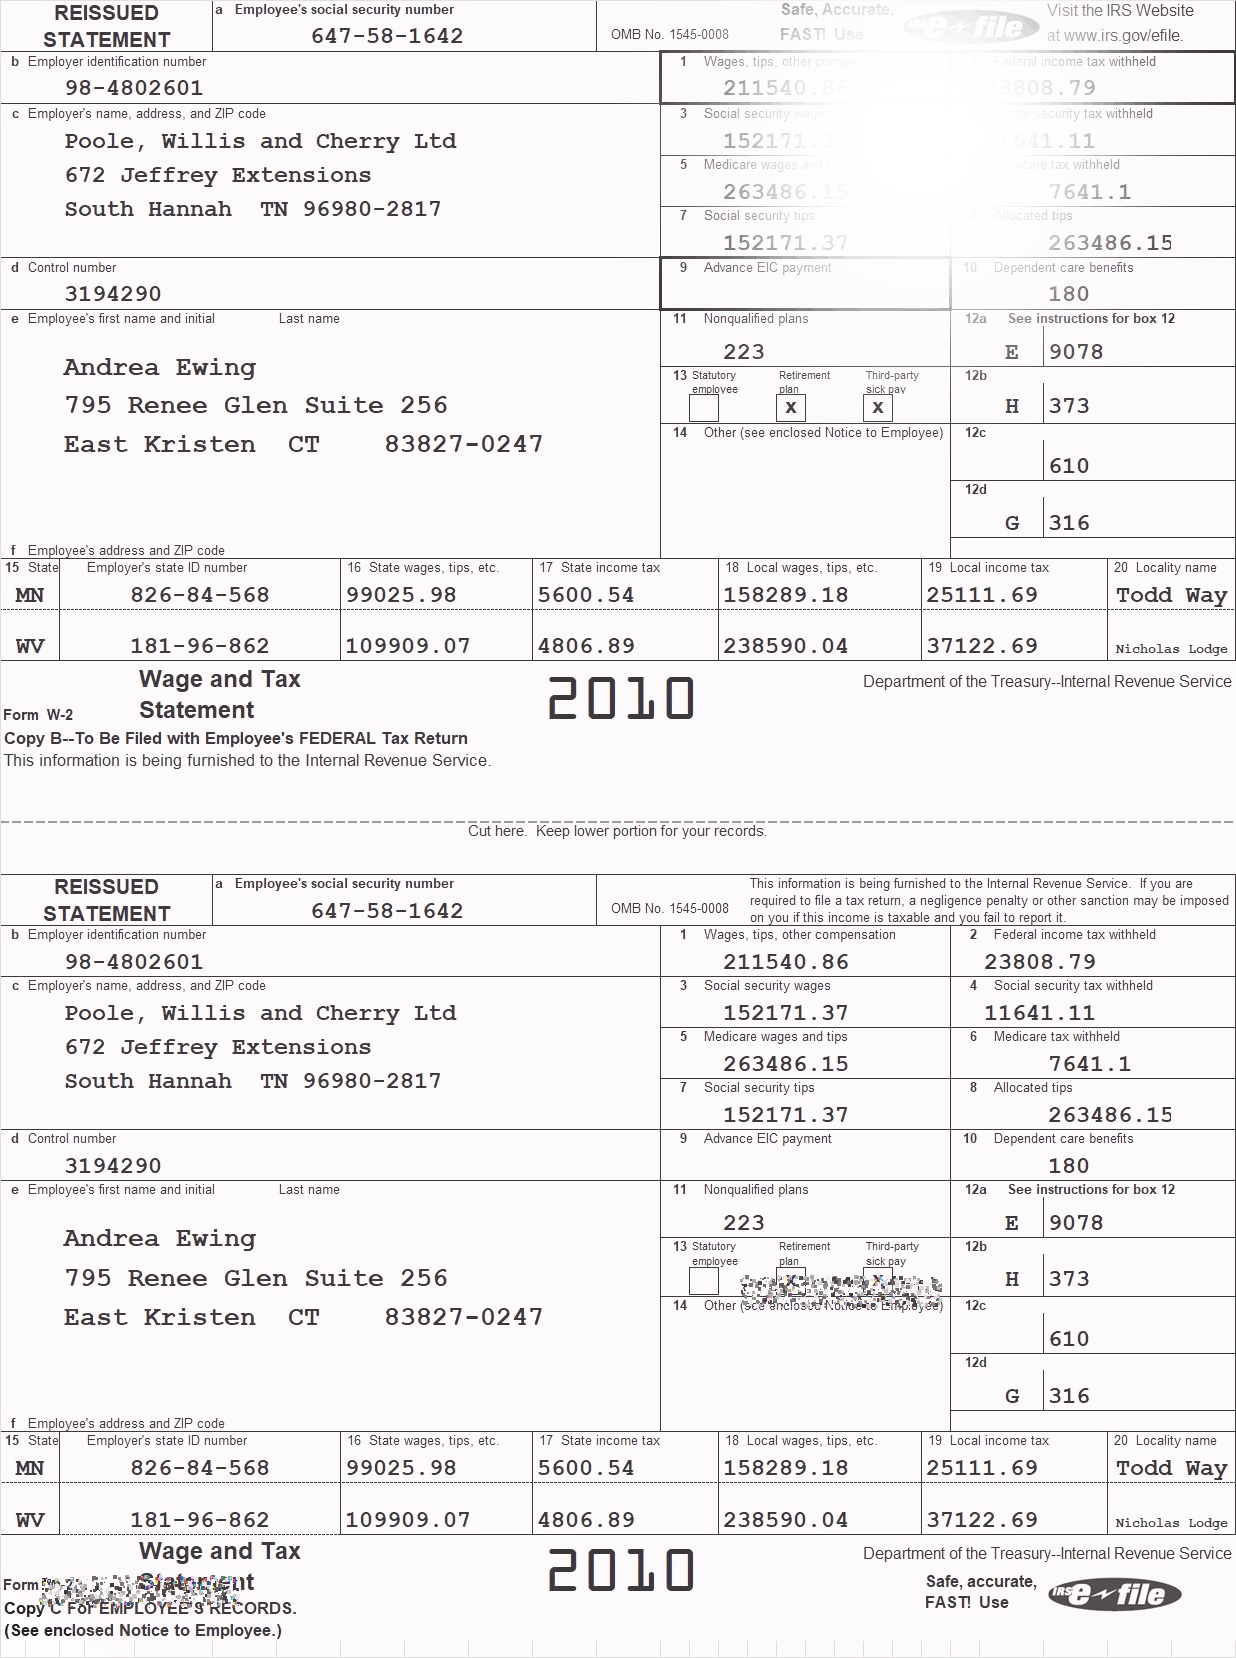 REISSUED
STATEMENT
a Employee's social security number
647-58-1642
OMB No. 1545-0008
Safe, Accurate,
FAST! Use
e file
Visit the IRS Website
at www.irs.gov/efile.
b Employer identification number
98-4802601
1 Wages, tips, other compensation
211540.86
Federal income tax withheld
3808.79
c Employer's name, address, and ZIP code
Poole, Willis and Cherry Ltd
672 Jeffrey Extensions
South Hannah TN 96980-2817
3 Social security wages
152171.37
security tax withheld
641.11
5 Medicare wages and
263486.15
tax withheld
7641.1
7 Social security tips
152171.37
Allocated tips
263486.15
d Control number
3194290
9 Advance EIC payment
10 Dependent care benefits
180
e Employee's first name and initial Last name
Andrea Ewing
795 Renee Glen Suite 256
East Kristen CT 83827-0247
f Employee's address and ZIP code
11 Nonqualified plans
223
12a See instructions for box 12
E 9078
13 Statutory employee Retirement plan Third-party sick pay
X X
12b
H 373
14 Other (see enclosed Notice to Employee)
12c
610
12d
G 316
15 State Employer's state ID number 16 State wages, tips, etc. 17 State income tax 18 Local wages, tips, etc. 19 Local income tax 20 Locality name
MN 826-84-568 99025.98 5600.54 158289.18 25111.69 Todd Way
WV 181-96-862 109909.07 4806.89 238590.04 37122.69 Nicholas Lodge
Wage and Tax
Statement
Form W-2
2010
Department of the Treasury--Internal Revenue Service
Copy B--To Be Filed with Employee's FEDERAL Tax Return
This information is being furnished to the Internal Revenue Service.
Cut here. Keep lower portion for your records.
REISSUED
STATEMENT
a Employee's social security number
647-58-1642
OMB No. 1545-0008
This information is being furnished to the Internal Revenue Service. If you are
required to file a tax return, a negligence penalty or other sanction may be imposed
on you if this income is taxable and you fail to report it.
b Employer identification number
98-4802601
1 Wages, tips, other compensation
211540.86
2 Federal income tax withheld
23808.79
c Employer's name, address, and ZIP code
Poole, Willis and Cherry Ltd
672 Jeffrey Extensions
South Hannah TN 96980-2817
3 Social security wages
152171.37
4 Social security tax withheld
11641.11
5 Medicare wages and tips
263486.15
6 Medicare tax withheld
7641.1
7 Social security tips
152171.37
8 Allocated tips
263486.15
d Control number
3194290
9 Advance EIC payment
10 Dependent care benefits
180
e Employee's first name and initial Last name
Andrea Ewing
795 Renee Glen Suite 256
East Kristen CT 83827-0247
f Employee's address and ZIP code
11 Nonqualified plans
223
12a See instructions for box 12
E 9078
13 Statutory employee Retirement plan Third-party sick pay
X X
12b
H 373
14 Other (see enclosed Notice to Employee)
12c
610
12d
G 316
15 State Employer's state ID number 16 State wages, tips, etc. 17 State income tax 18 Local wages, tips, etc. 19 Local income tax 20 Locality name
MN 826-84-568 99025.98 5600.54 158289.18 25111.69 Todd Way
WV 181-96-862 109909.07 4806.89 238590.04 37122.69 Nicholas Lodge
Wage and Tax
Statement
Form W-2
2010
Department of the Treasury--Internal Revenue Service
Safe, accurate,
FAST! Use
IRS e file
Copy C For EMPLOYEE'S RECORDS.
(See enclosed Notice to Employee.)